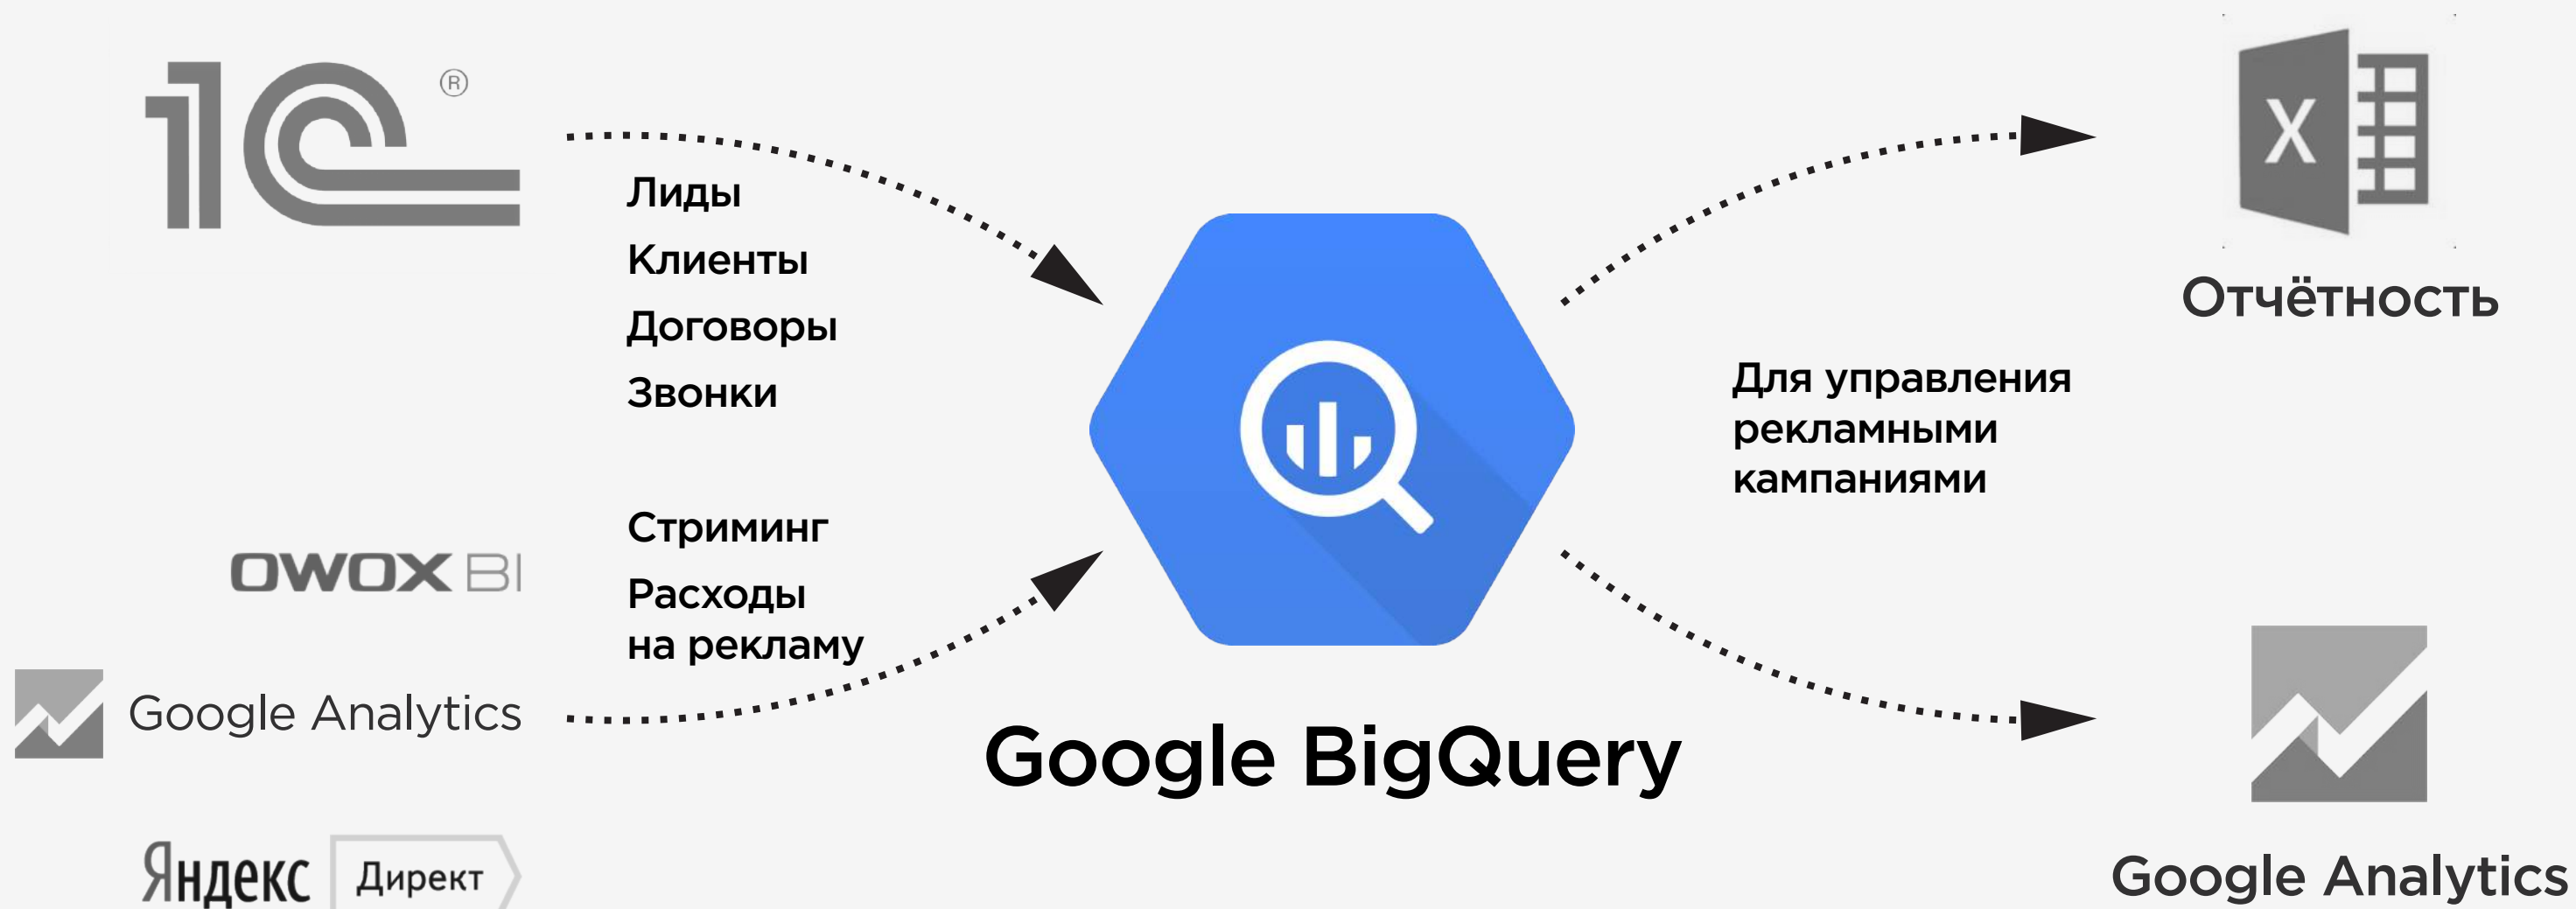 1С®
Лиды
Клиенты
Договоры
Звонки
OWOX BI
Стриминг
Расходы
на рекламу
Google Analytics
Яндекс Директ
Google BigQuery
X
Отчётность
Для управления
рекламными
кампаниями
Google Analytics